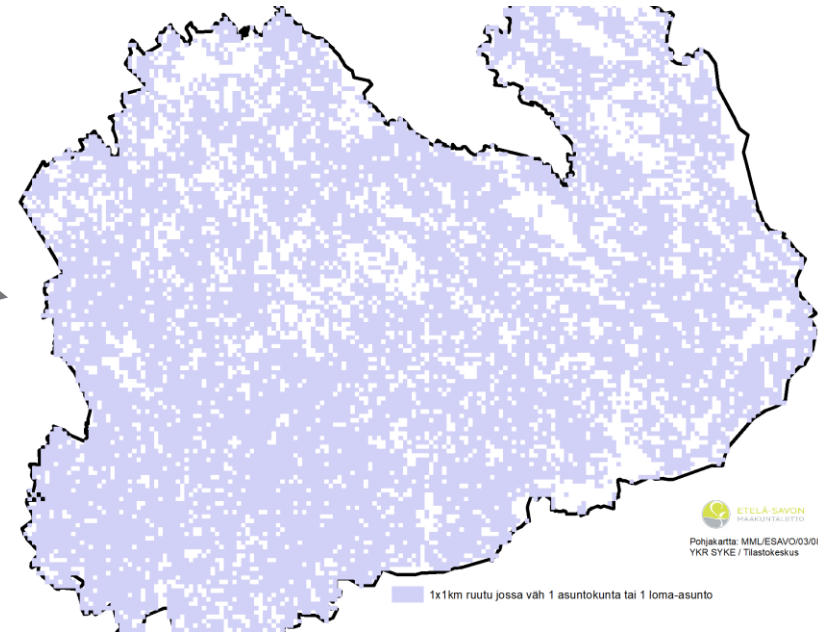 ETELÄ-SAVON
MAAKUNTALIITTO
Pohjakartta: MML/ESAVO/03/0
YKR SYKE / Tilastokeskus
1x1km ruutu jossa väh 1 asuntokunta tai 1 loma-asunto